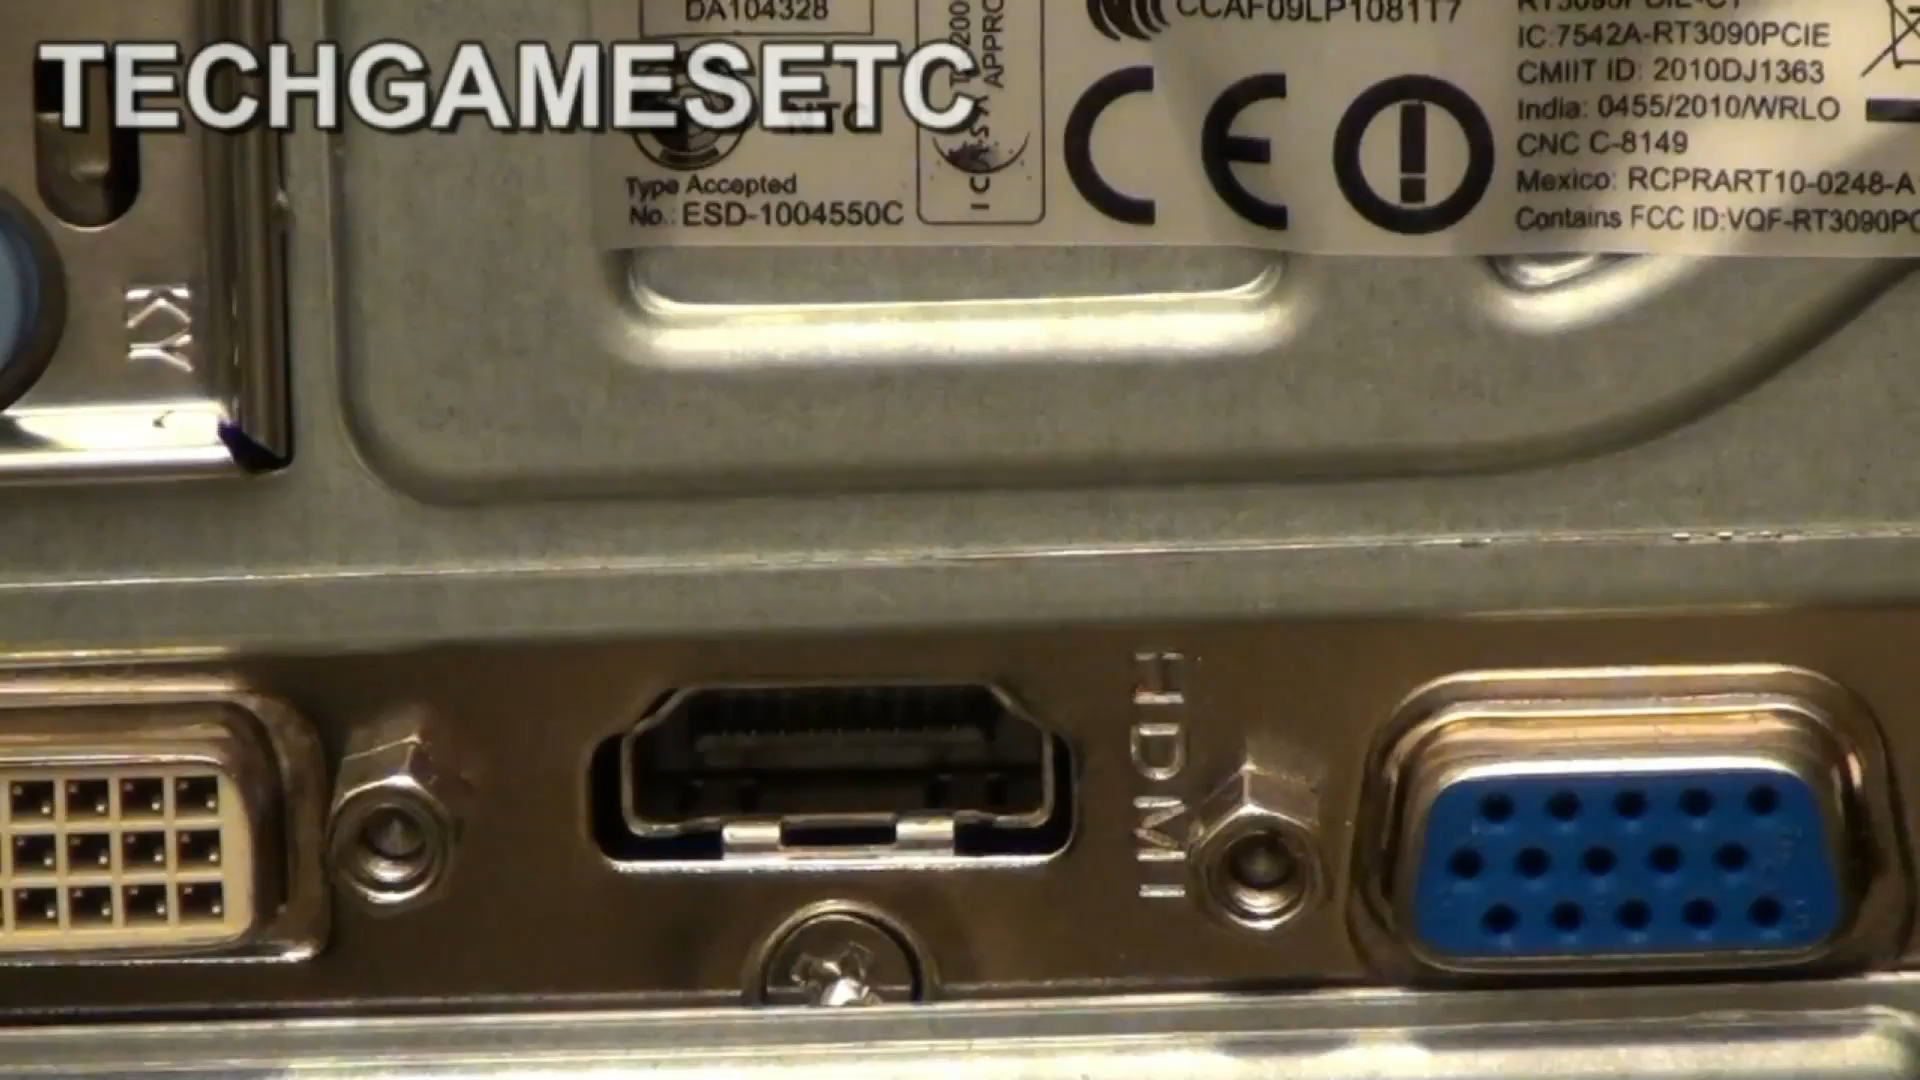 DA104328
TECHGAMESETC
NTC
Type Accepted
No.: ESD-1004550C
CCAF09LP1081T7
IC:7542A-RT3090PCIE
CMIIT ID: 2010DJ1363
India: 0455/2010/WRLO
CNC C-8149
Mexico: RCPRART10-0248-A
Contains FCC ID:VQF-RT3090PC
CE
KY
HDMI